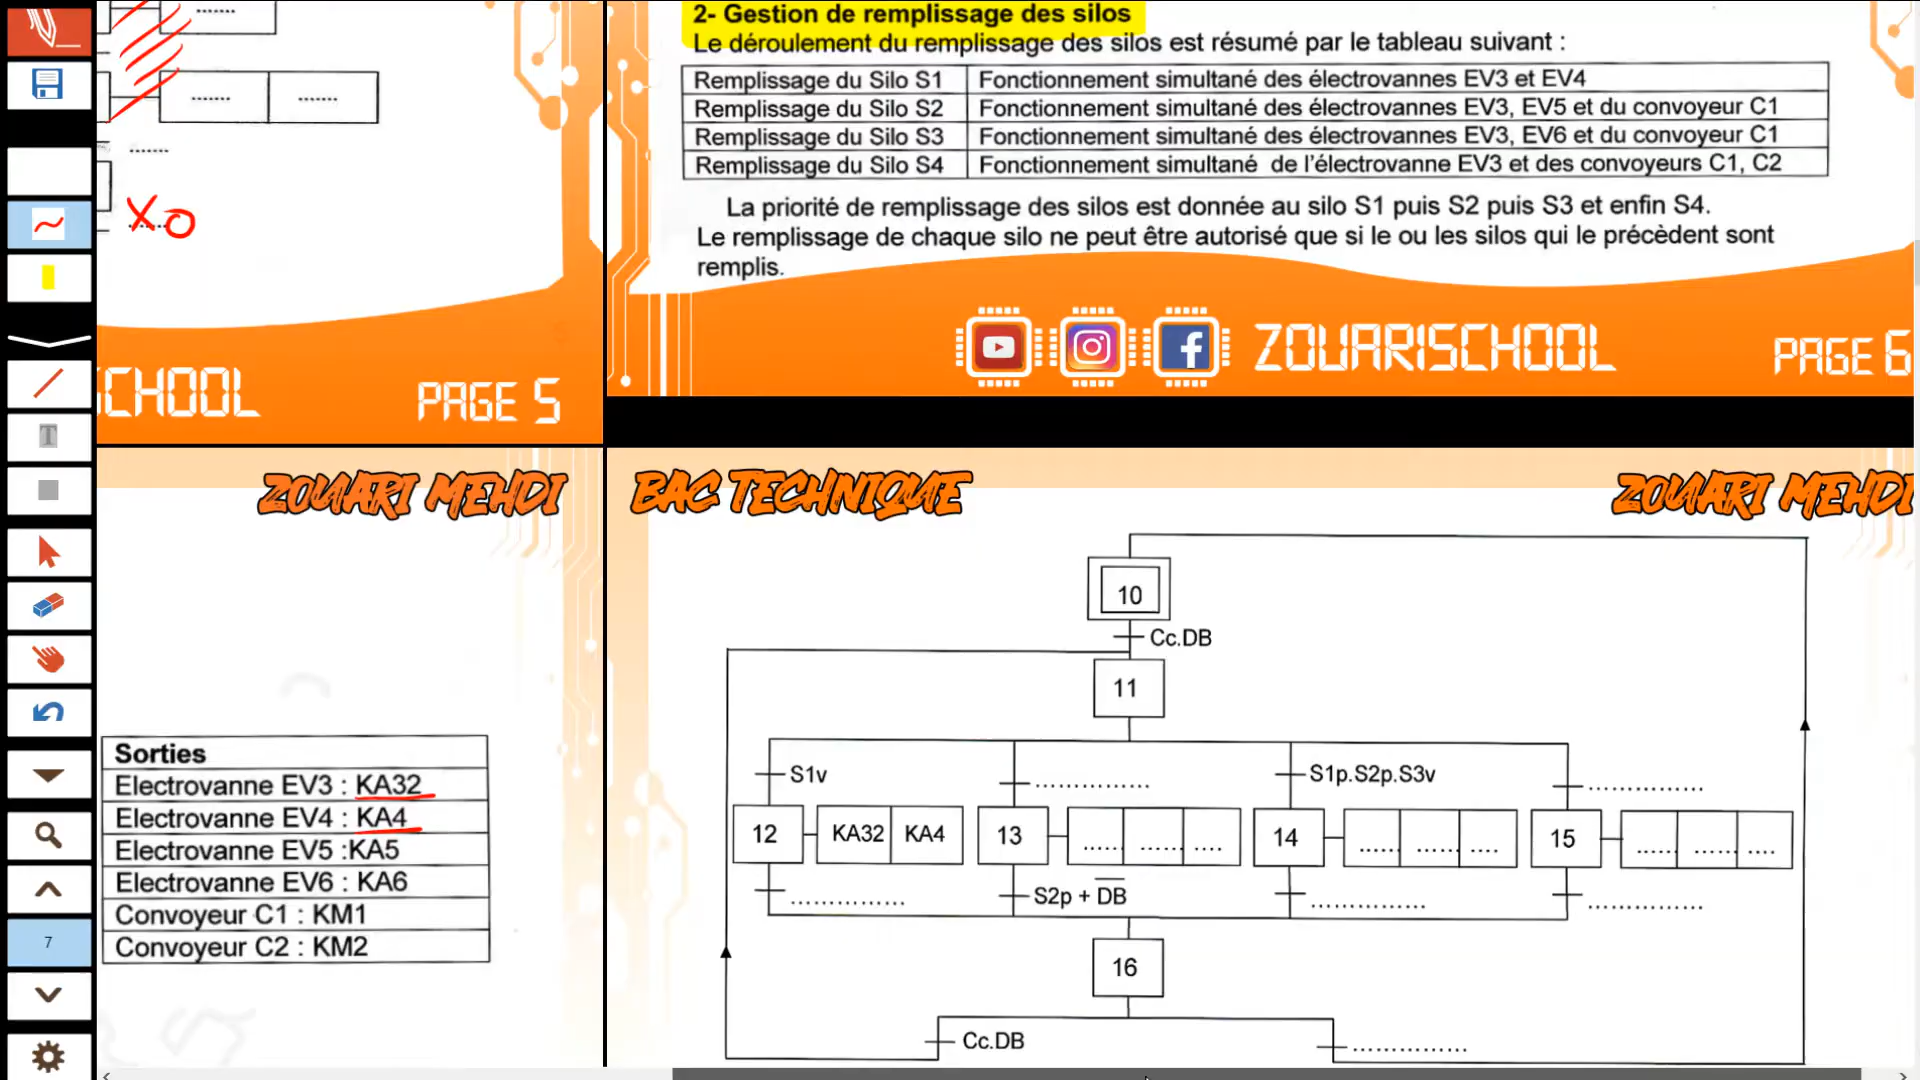 .......
....... .......
.......
X0
SCHOOL PAGE 5
2- Gestion de remplissage des silos
Le déroulement du remplissage des silos est résumé par le tableau suivant :
Remplissage du Silo S1 Fonctionnement simultané des électrovannes EV3 et EV4
Remplissage du Silo S2 Fonctionnement simultané des électrovannes EV3, EV5 et du convoyeur C1
Remplissage du Silo S3 Fonctionnement simultané des électrovannes EV3, EV6 et du convoyeur C1
Remplissage du Silo S4 Fonctionnement simultané de l'électrovanne EV3 et des convoyeurs C1, C2
La priorité de remplissage des silos est donnée au silo S1 puis S2 puis S3 et enfin S4.
Le remplissage de chaque silo ne peut être autorisé que si le ou les silos qui le précèdent sont
remplis.
ZOUARISCHOOL PAGE 6
ZOUARI MEHDI
Sorties
Electrovanne EV3 : KA32
Electrovanne EV4 : KA4
Electrovanne EV5 :KA5
Electrovanne EV6 : KA6
Convoyeur C1 : KM1
Convoyeur C2 : KM2
BAC TECHNIQUE ZOUARI MEHDI
10
Cc.DB
11
S1v ............... S1p.S2p.S3v ...............
12 KA32 KA4 13 ...... ...... .... 14 ...... ...... .... 15 ...... ...... ....
............... S2p + D̅B̅ ............... ...............
16
Cc.DB ...............
T
7